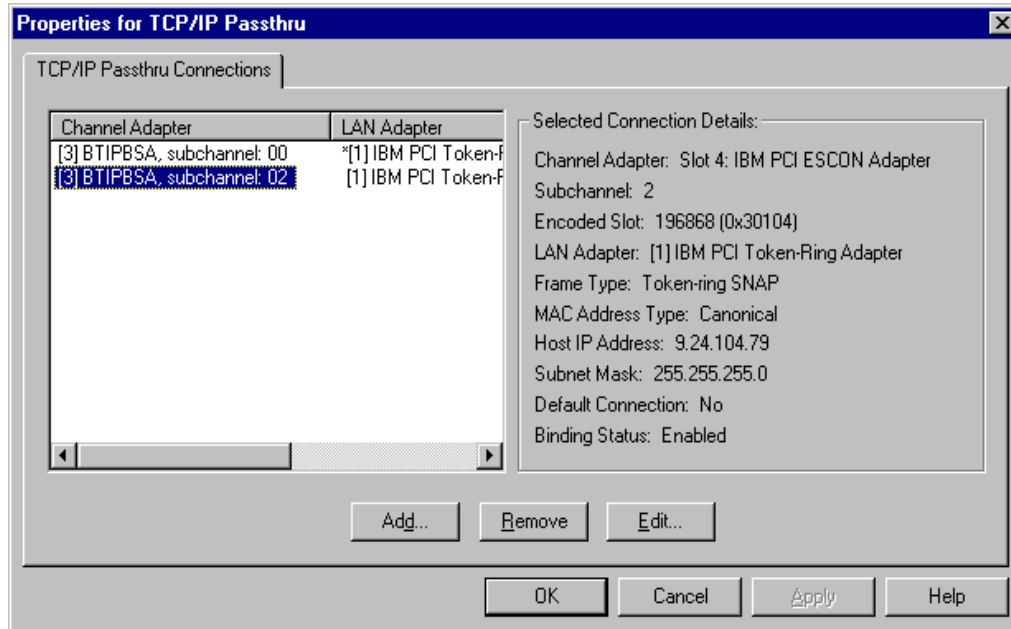 Properties for TCP/IP Passthru
TCP/IP Passthru Connections
Channel Adapter LAN Adapter
[3] BTIPBSA, subchannel: 00 *[1] IBM PCI Token-R
[3] BTIPBSA, subchannel: 02 [1] IBM PCI Token-R
Selected Connection Details:
Channel Adapter: Slot 4: IBM PCI ESCON Adapter
Subchannel: 2
Encoded Slot: 196868 (0x30104)
LAN Adapter: [1] IBM PCI Token-Ring Adapter
Frame Type: Token-ring SNAP
MAC Address Type: Canonical
Host IP Address: 9.24.104.79
Subnet Mask: 255.255.255.0
Default Connection: No
Binding Status: Enabled
Add... Remove Edit...
OK Cancel Apply Help